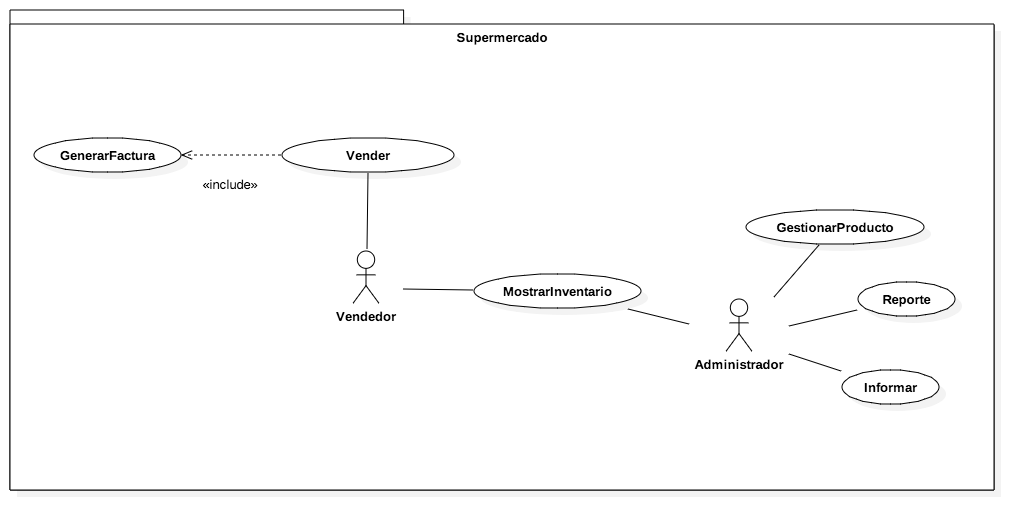 Supermercado
GenerarFactura
Vender
«include»
GestionarProducto
MostrarInventario
Reporte
Vendedor
Administrador
Informar